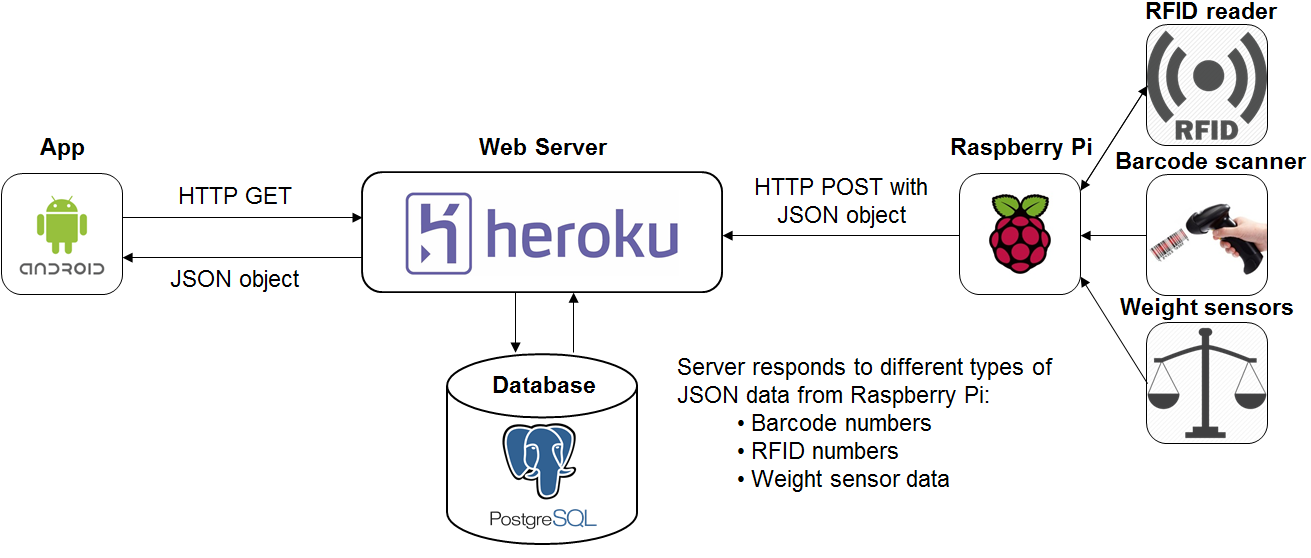 RFID reader
RFID
App
Web Server
Raspberry Pi
Barcode scanner
HTTP GET
HTTP POST with
JSON object
heroku
ANDROID
JSON object
Weight sensors
Database
PostgreSQL
Server responds to different types of
JSON data from Raspberry Pi:
• Barcode numbers
• RFID numbers
• Weight sensor data